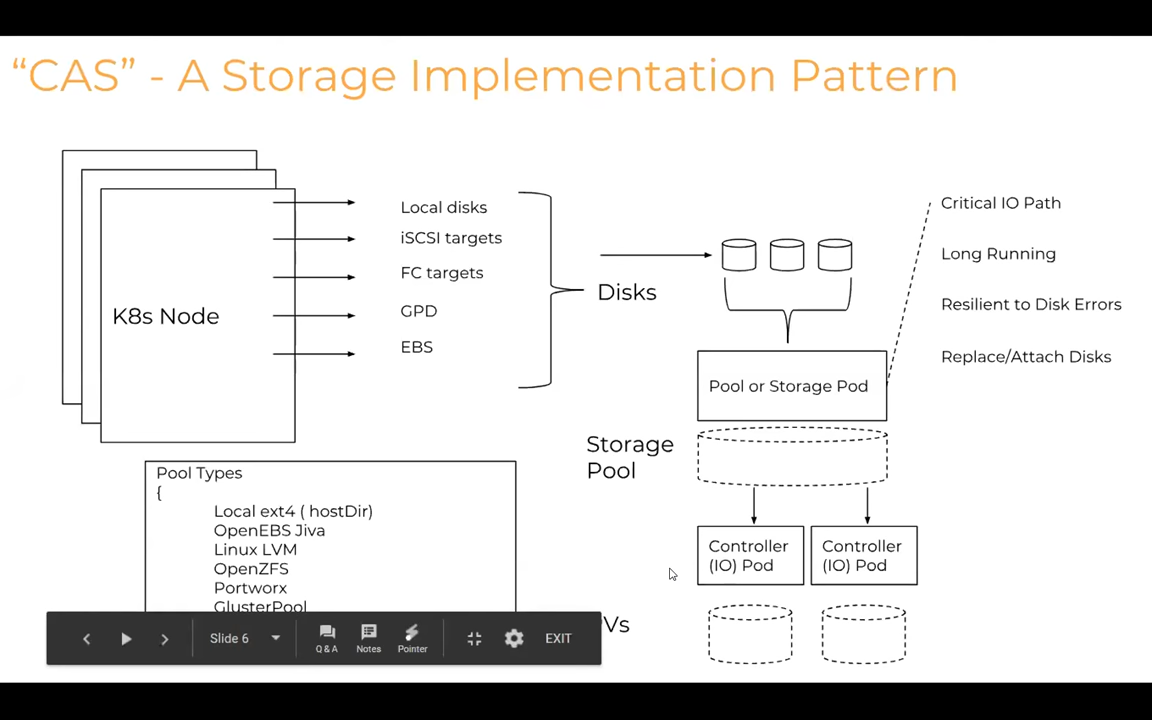 “CAS” - A Storage Implementation Pattern
K8s Node
Local disks
iSCSI targets
FC targets
GPD
EBS
Disks
Critical IO Path
Long Running
Resilient to Disk Errors
Replace/Attach Disks
Pool or Storage Pod
Storage
Pool
Controller
(IO) Pod
Controller
(IO) Pod
Vs
Pool Types
{
Local ext4 ( hostDir)
OpenEBS Jiva
Linux LVM
OpenZFS
Portworx
GlusterPool
Slide 6
Q & A
Notes
Pointer
EXIT